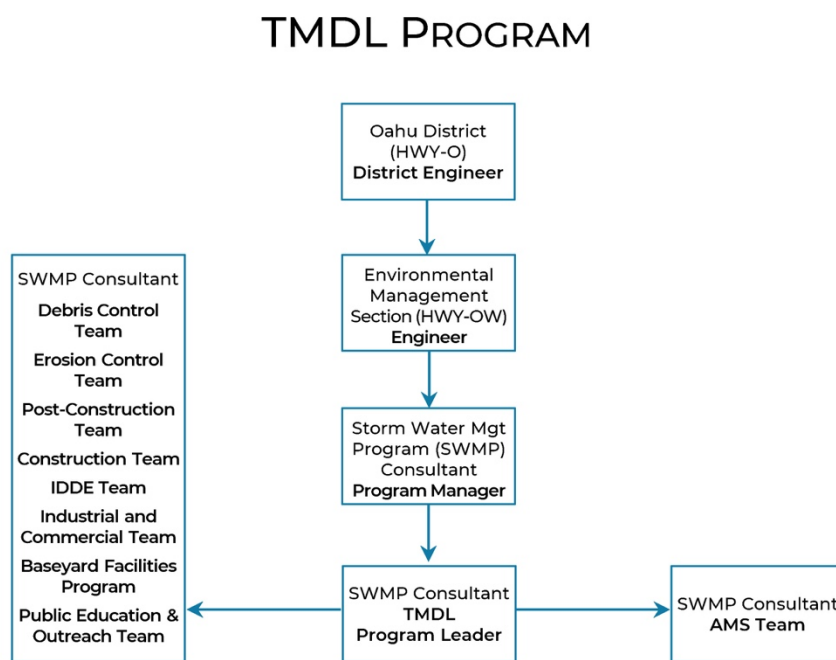 TMDL PROGRAM
Oahu District
(HWY-O)
District Engineer
Environmental
Management
Section (HWY-OW)
Engineer
Storm Water Mgt
Program (SWMP)
Consultant
Program Manager
SWMP Consultant
TMDL
Program Leader
SWMP Consultant
Debris Control
Team
Erosion Control
Team
Post-Construction
Team
Construction Team
IDDE Team
Industrial and
Commercial Team
Baseyard Facilities
Program
Public Education &
Outreach Team
SWMP Consultant
AMS Team